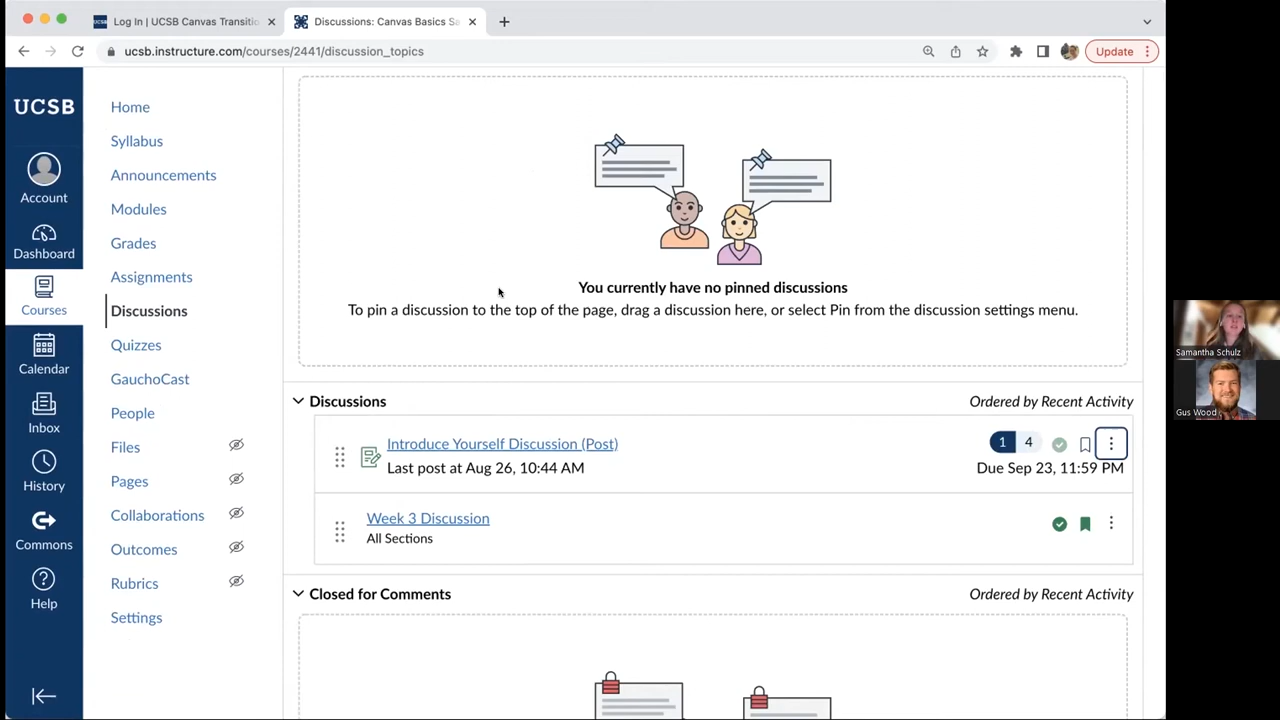 Log In | UCSB Canvas Transitio
Discussions: Canvas Basics Se
ucsb.instructure.com/courses/2441/discussion_topics
Update
UCSB
Account
Dashboard
Courses
Calendar
Inbox
History
Commons
Help
Home
Syllabus
Announcements
Modules
Grades
Assignments
Discussions
Quizzes
GauchoCast
People
Files
Pages
Collaborations
Outcomes
Rubrics
Settings
You currently have no pinned discussions
To pin a discussion to the top of the page, drag a discussion here, or select Pin from the discussion settings menu.
Discussions
Ordered by Recent Activity
Introduce Yourself Discussion (Post)
1 4
Last post at Aug 26, 10:44 AM
Due Sep 23, 11:59 PM
Week 3 Discussion
All Sections
Closed for Comments
Ordered by Recent Activity
Samantha Schulz
Gus Wood